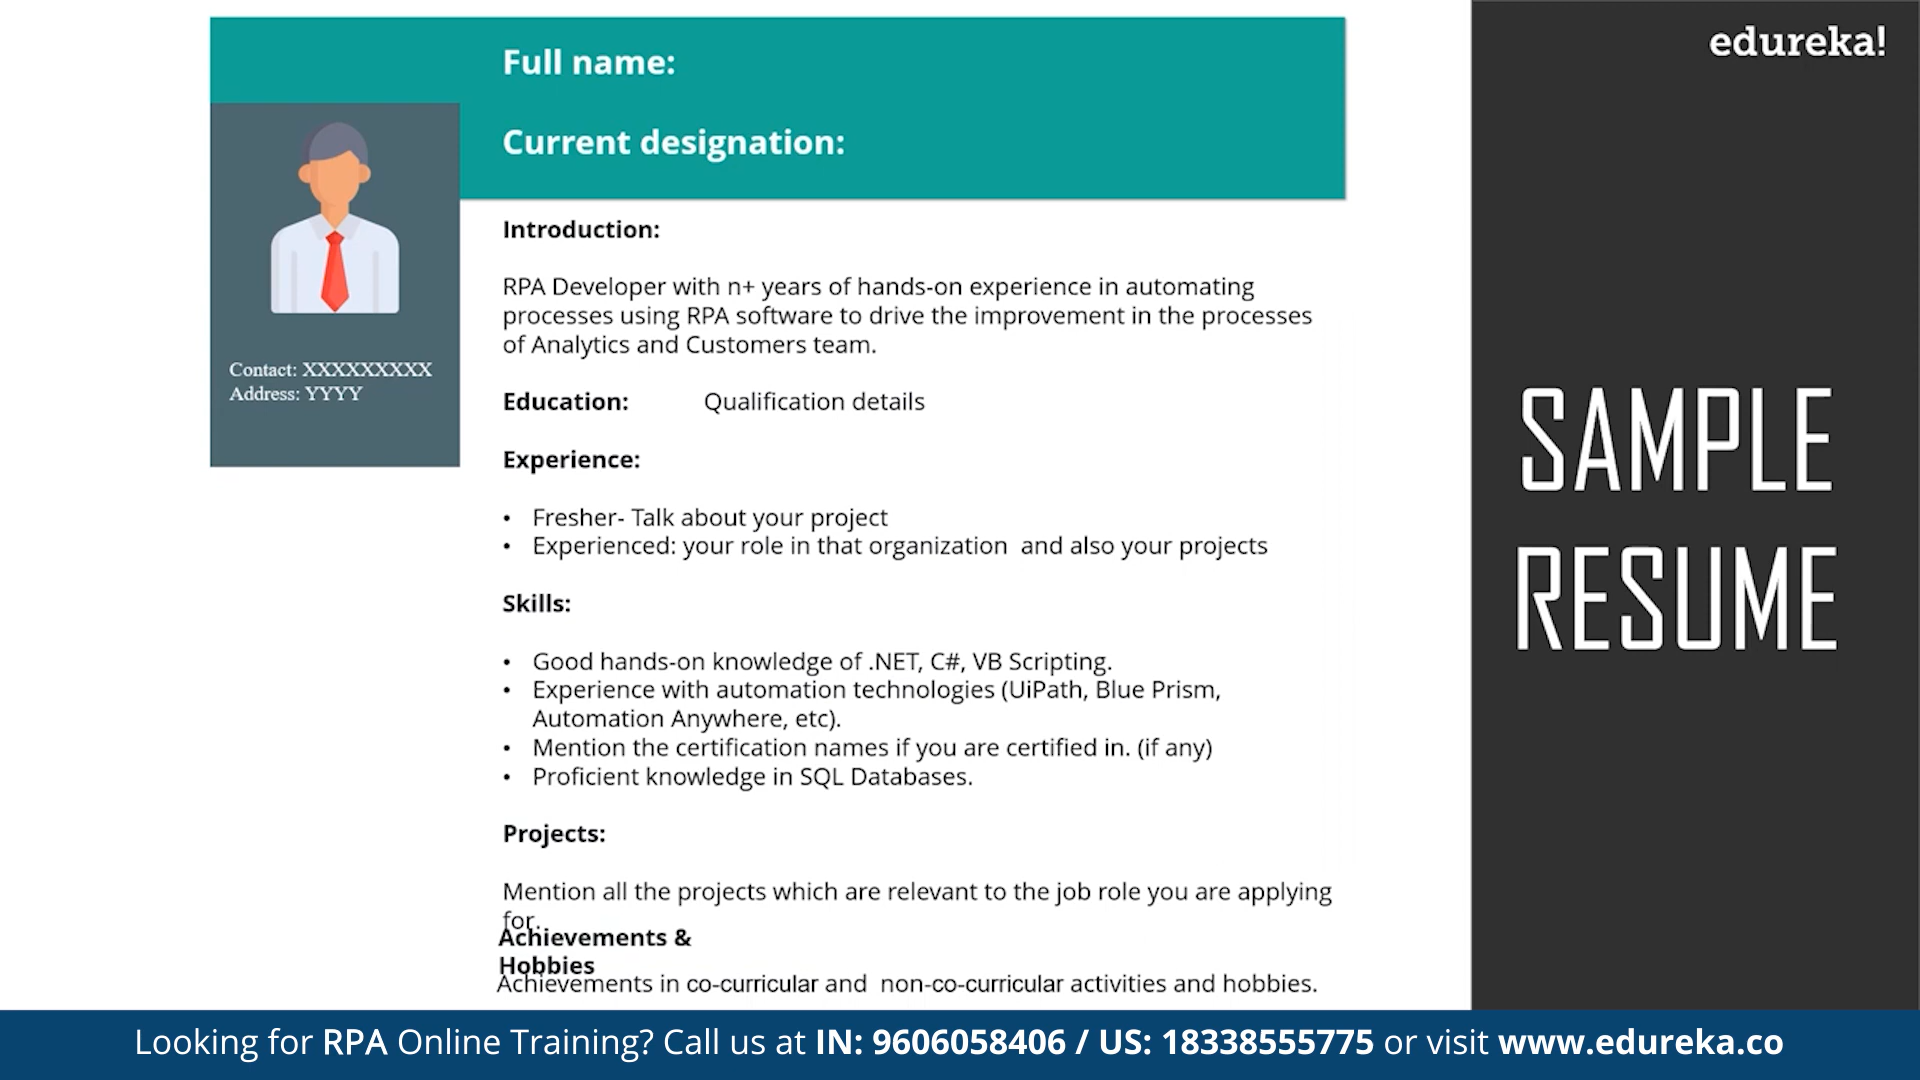 edureka!
Full name:
Current designation:
Contact: XXXXXXXXX
Address: YYYY
Introduction:
RPA Developer with n+ years of hands-on experience in automating
processes using RPA software to drive the improvement in the processes
of Analytics and Customers team.
Education: Qualification details
Experience:
• Fresher- Talk about your project
• Experienced: your role in that organization  and also your projects
Skills:
• Good hands-on knowledge of .NET, C#, VB Scripting.
• Experience with automation technologies (UiPath, Blue Prism,
Automation Anywhere, etc).
• Mention the certification names if you are certified in. (if any)
• Proficient knowledge in SQL Databases.
Projects:
Mention all the projects which are relevant to the job role you are applying
for.
Achievements &
Hobbies
Achievements in co-curricular and  non-co-curricular activities and hobbies.
SAMPLE
RESUME
Looking for RPA Online Training? Call us at IN: 9606058406 / US: 18338555775 or visit www.edureka.co